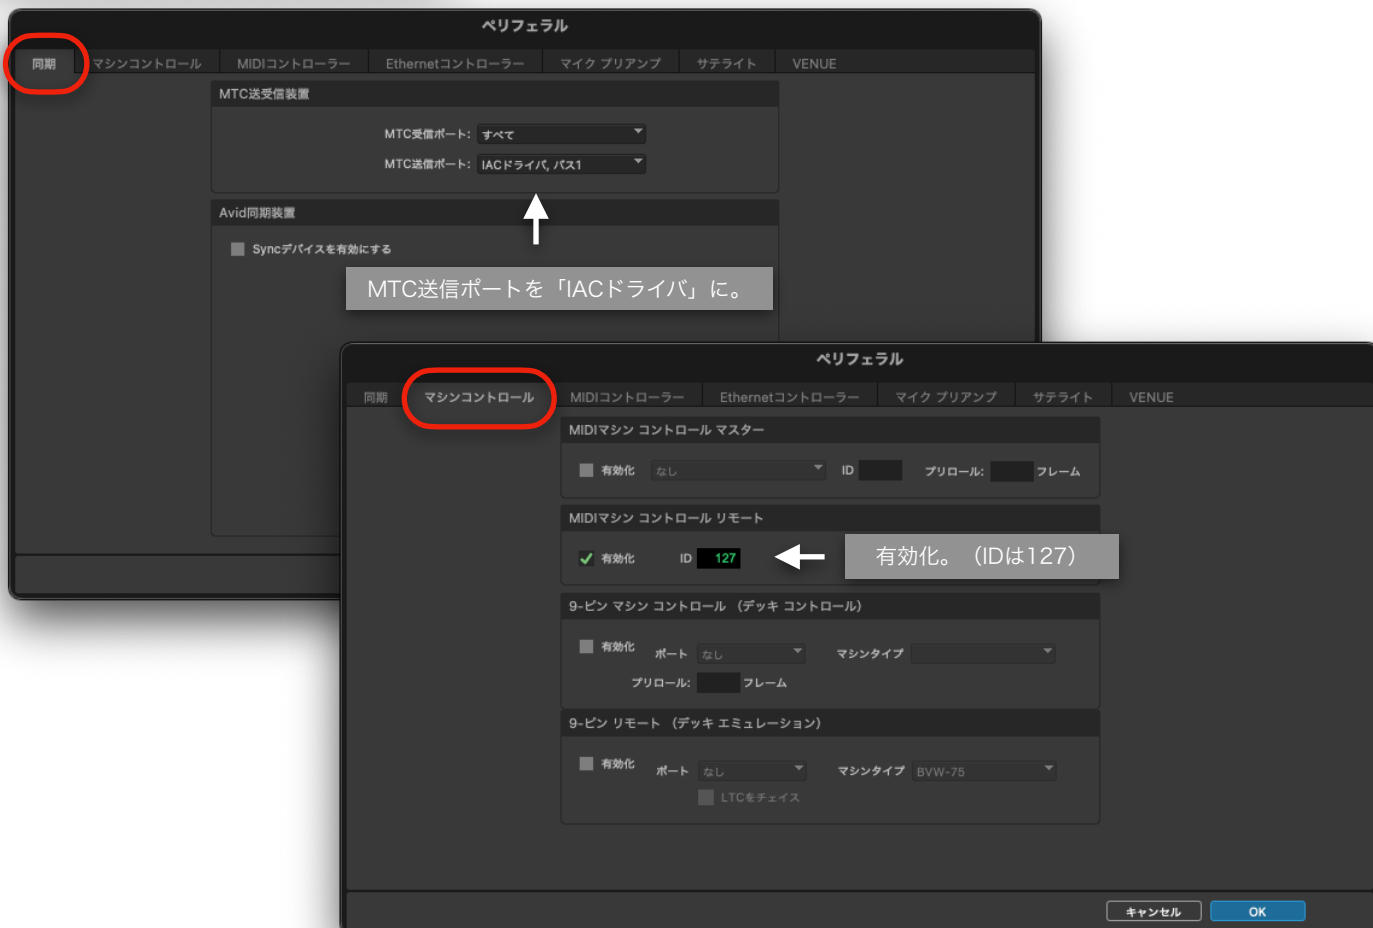 ペリフェラル
同期 マシンコントロール MIDIコントローラー Ethernetコントローラー マイク プリアンプ サテライト VENUE
MTC送受信装置
MTC受信ポート: すべて
MTC送信ポート: IACドライバ, バス1
Avid同期装置
Syncデバイスを有効にする
MTC送信ポートを「IACドライバ」に。
ペリフェラル
同期 マシンコントロール MIDIコントローラー Ethernetコントローラー マイク プリアンプ サテライト VENUE
MIDIマシン コントロール マスター
有効化 なし ID プリロール: フレーム
MIDIマシン コントロール リモート
有効化 ID 127
有効化。（IDは127）
9-ピン マシン コントロール （デッキ コントロール）
有効化 ポート なし マシンタイプ
プリロール: フレーム
9-ピン リモート （デッキ エミュレーション）
有効化 ポート なし マシンタイプ BVW-75
LTCをチェイス
キャンセル OK